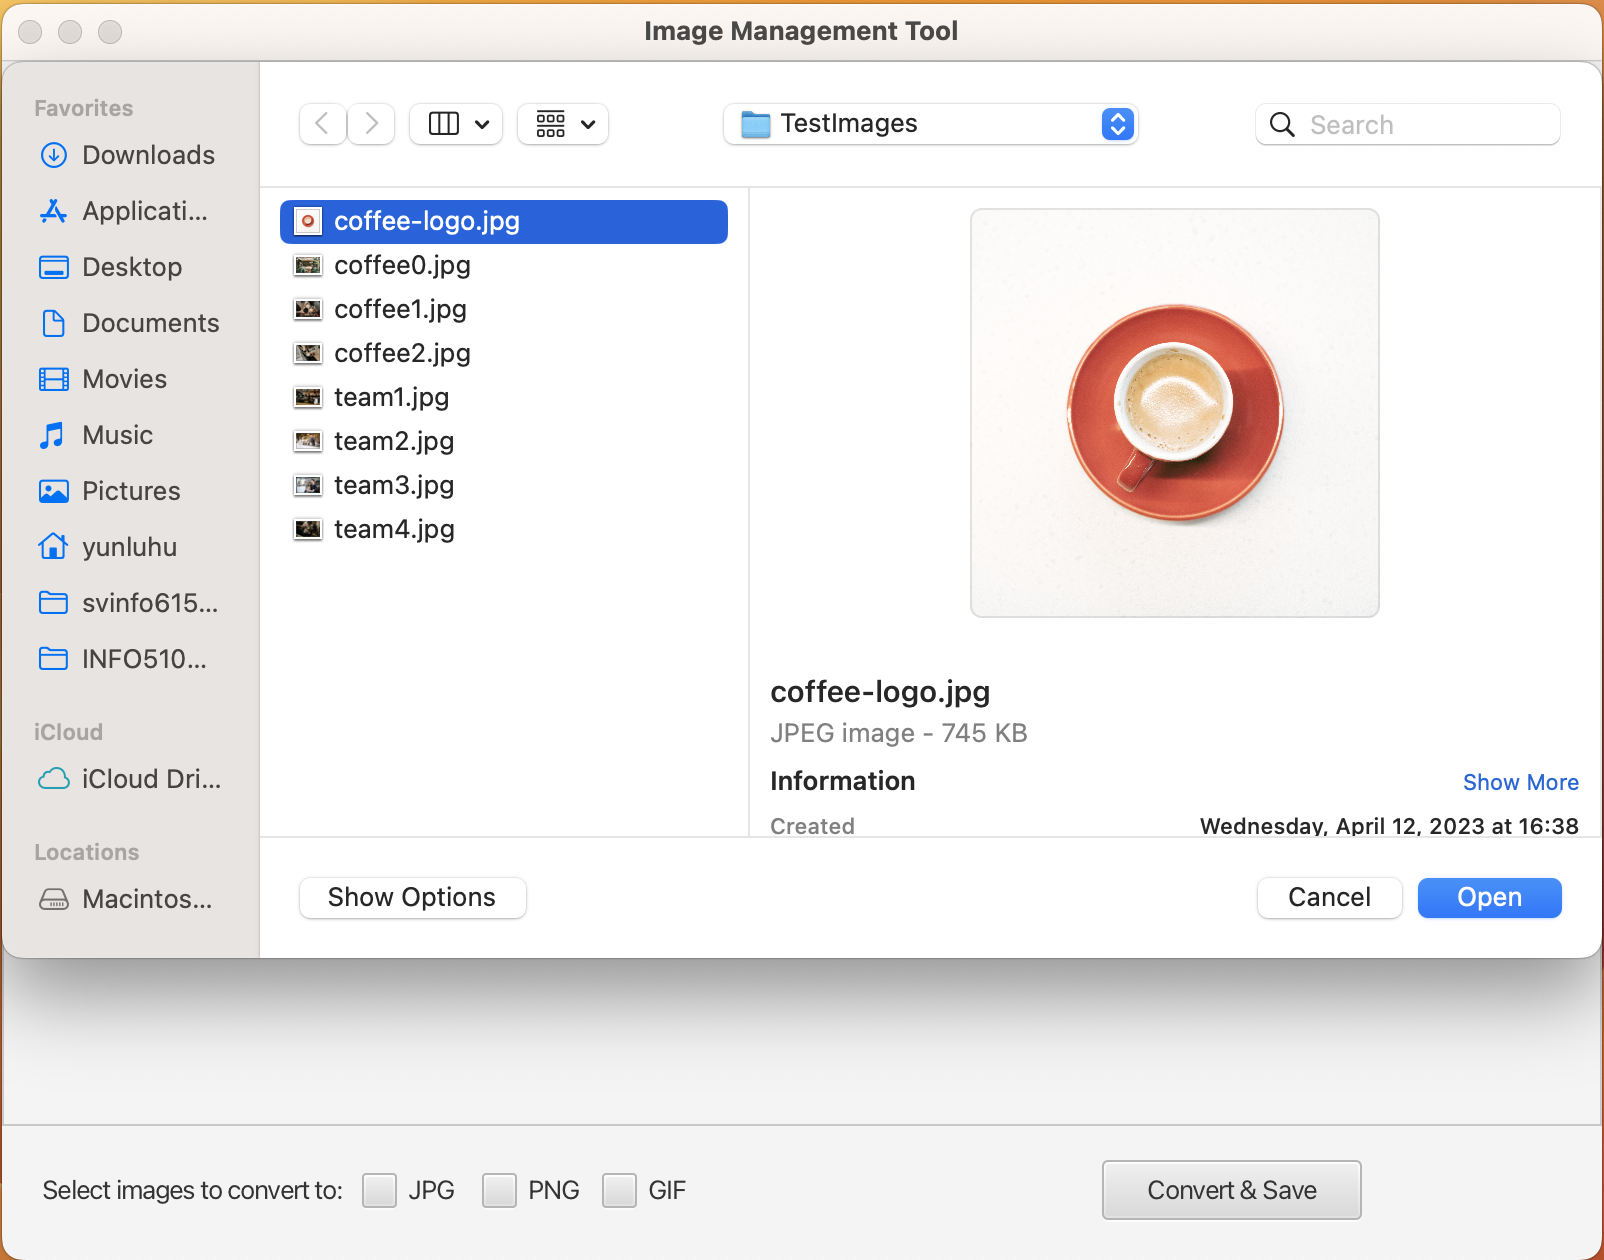 Image Management Tool
Favorites
Downloads
Applicati...
Desktop
Documents
Movies
Music
Pictures
yunluhu
svinfo615...
INFO510...
iCloud
iCloud Dri...
Locations
Macintos...
TestImages
Search
coffee-logo.jpg
coffee0.jpg
coffee1.jpg
coffee2.jpg
team1.jpg
team2.jpg
team3.jpg
team4.jpg
coffee-logo.jpg
JPEG image - 745 KB
Information Show More
Created Wednesday, April 12, 2023 at 16:38
Show Options Cancel Open
Select images to convert to: JPG PNG GIF Convert & Save